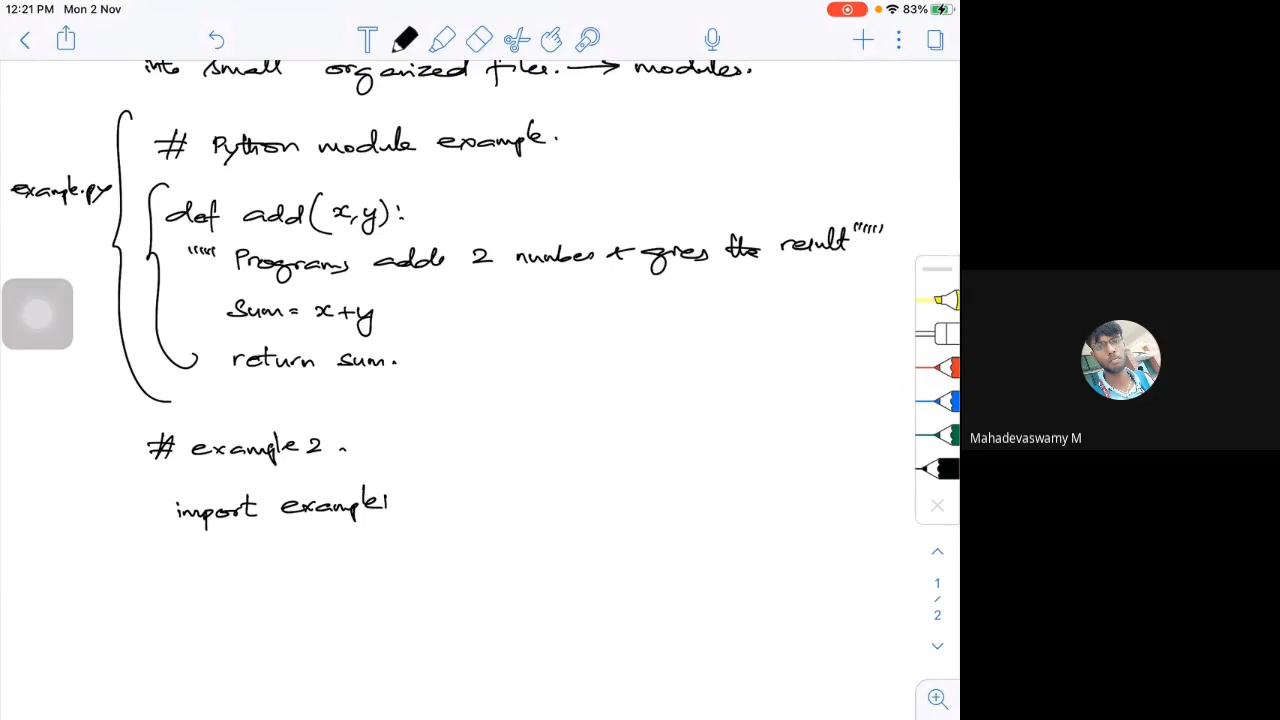 12:21 PM Mon 2 Nov
83%
into small organized files. → modules.
# Python module example.
example.py
def add(x,y):
""" Programs adds 2 number + gives the result"""
Sum = x+y
return sum.
# example 2.
import example1
1
/
2
Mahadevaswamy M